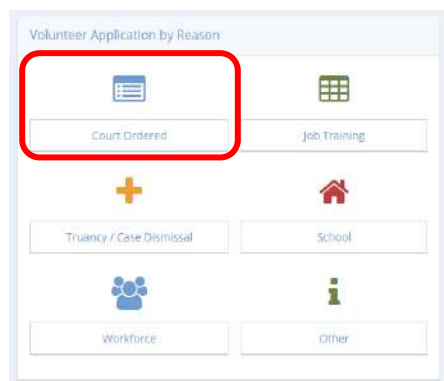 Volunteer Application by Reason
Court Ordered
Job Training
Truancy / Case Dismissal
School
Workforce
Other